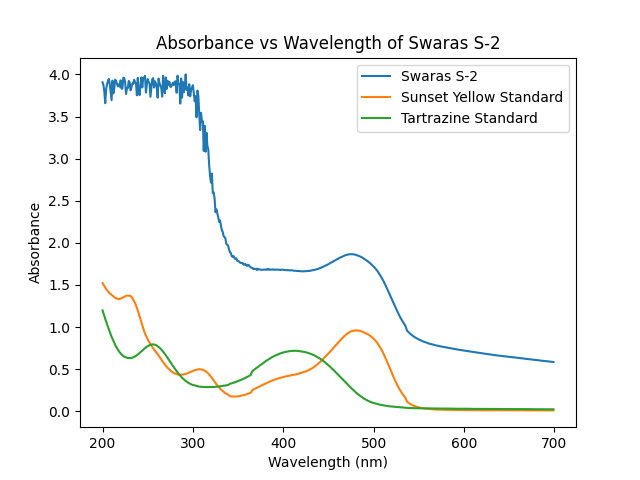 Absorbance vs Wavelength of Swaras S-2
Swaras S-2
Sunset Yellow Standard
Tartrazine Standard
4.0
3.5
3.0
2.5
2.0
1.5
1.0
0.5
0.0
Absorbance
200 300 400 500 600 700
Wavelength (nm)